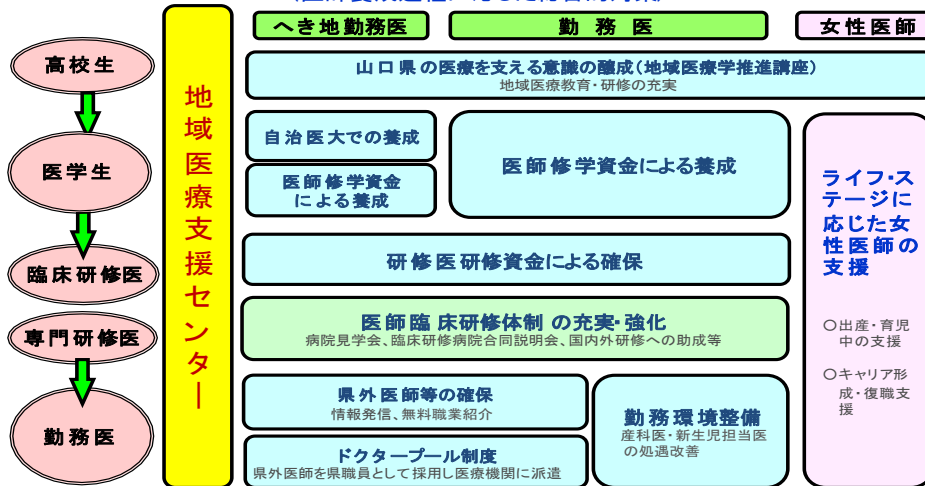 へき地勤務医
勤務医
女性医師
高校生
医学生
臨床研修医
専門研修医
勤務医
地域医療支援センター
山口県の医療を支える意識の醸成(地域医療学推進講座)
地域医療教育・研修の充実
自治医大での養成
医師修学資金
による養成
医師修学資金による養成
研修医研修資金による確保
医師臨床研修体制の充実・強化
病院見学会、臨床研修病院合同説明会、国内外研修への助成等
県外医師等の確保
情報発信、無料職業紹介
ドクタープール制度
県外医師を県職員として採用し医療機関に派遣
勤務環境整備
産科医・新生児担当医
の処遇改善
ライフ・ス
テージに
応じた女
性医師の
支援
○出産・育児
中の支援
○キャリア形
成・復職支
援